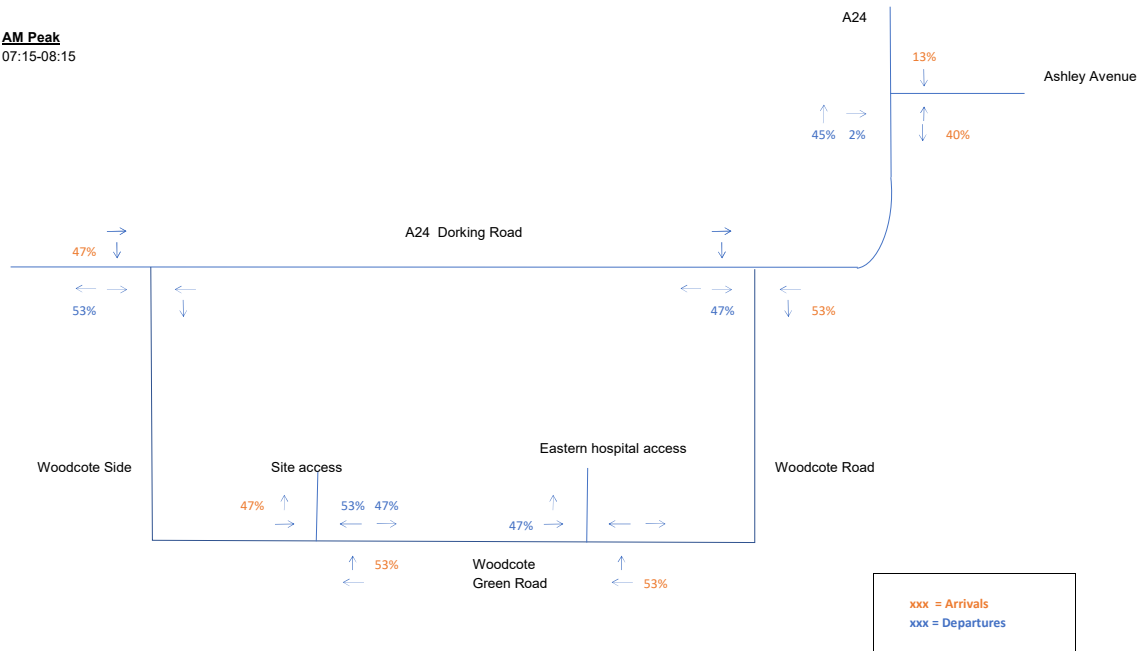 A24
AM Peak
07:15-08:15
13%
Ashley Avenue
45% 2%
40%
A24 Dorking Road
47%
53%
47%
53%
Eastern hospital access
Woodcote Side
Site access
Woodcote Road
47%
53% 47%
47%
53%
Woodcote
Green Road
53%
xxx = Arrivals
xxx = Departures